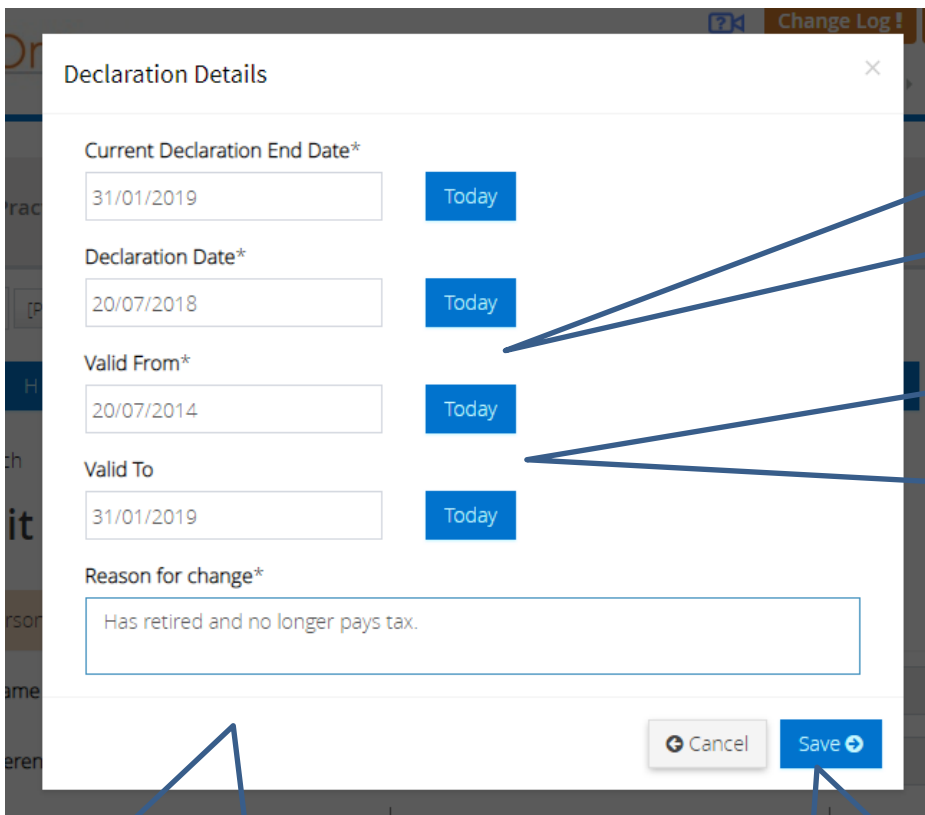 Change Log !
Declaration Details
Current Declaration End Date*
31/01/2019 Today
Declaration Date*
20/07/2018 Today
Valid From*
20/07/2014 Today
Valid To
31/01/2019 Today
Reason for change*
Has retired and no longer pays tax.
Cancel Save